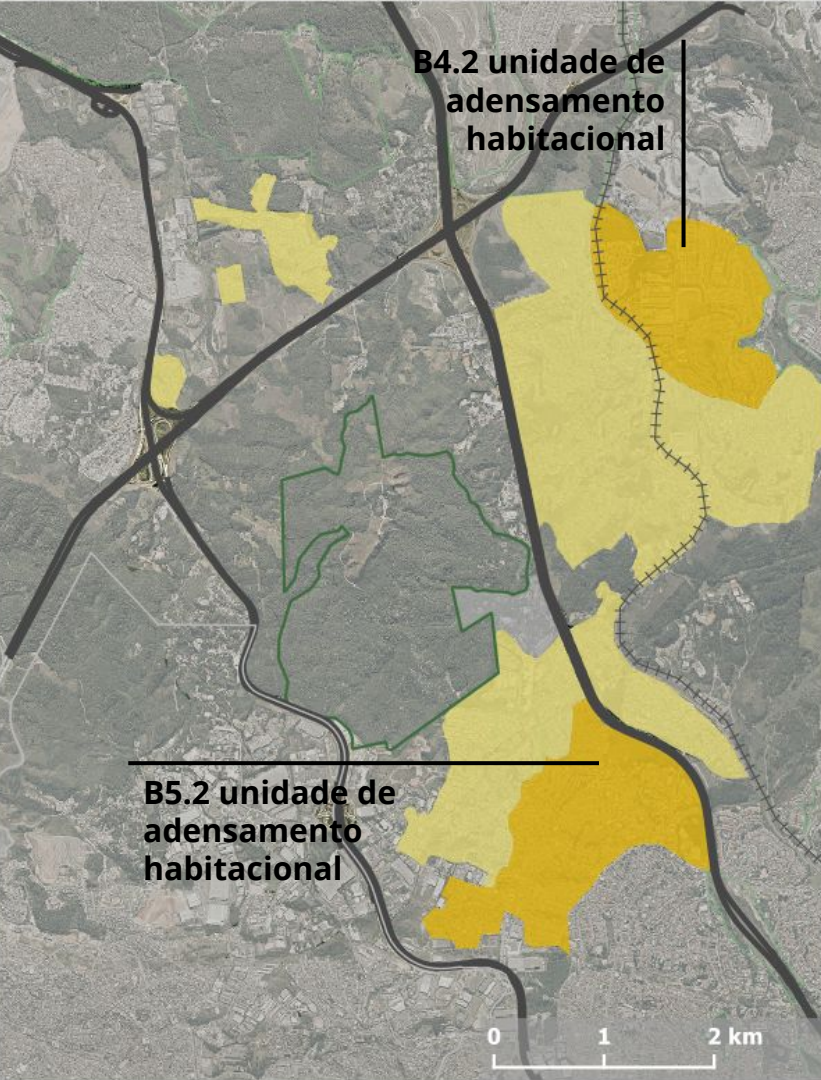 B4.2 unidade de
adensamento
habitacional
B5.2 unidade de
adensamento
habitacional
0 1 2 km